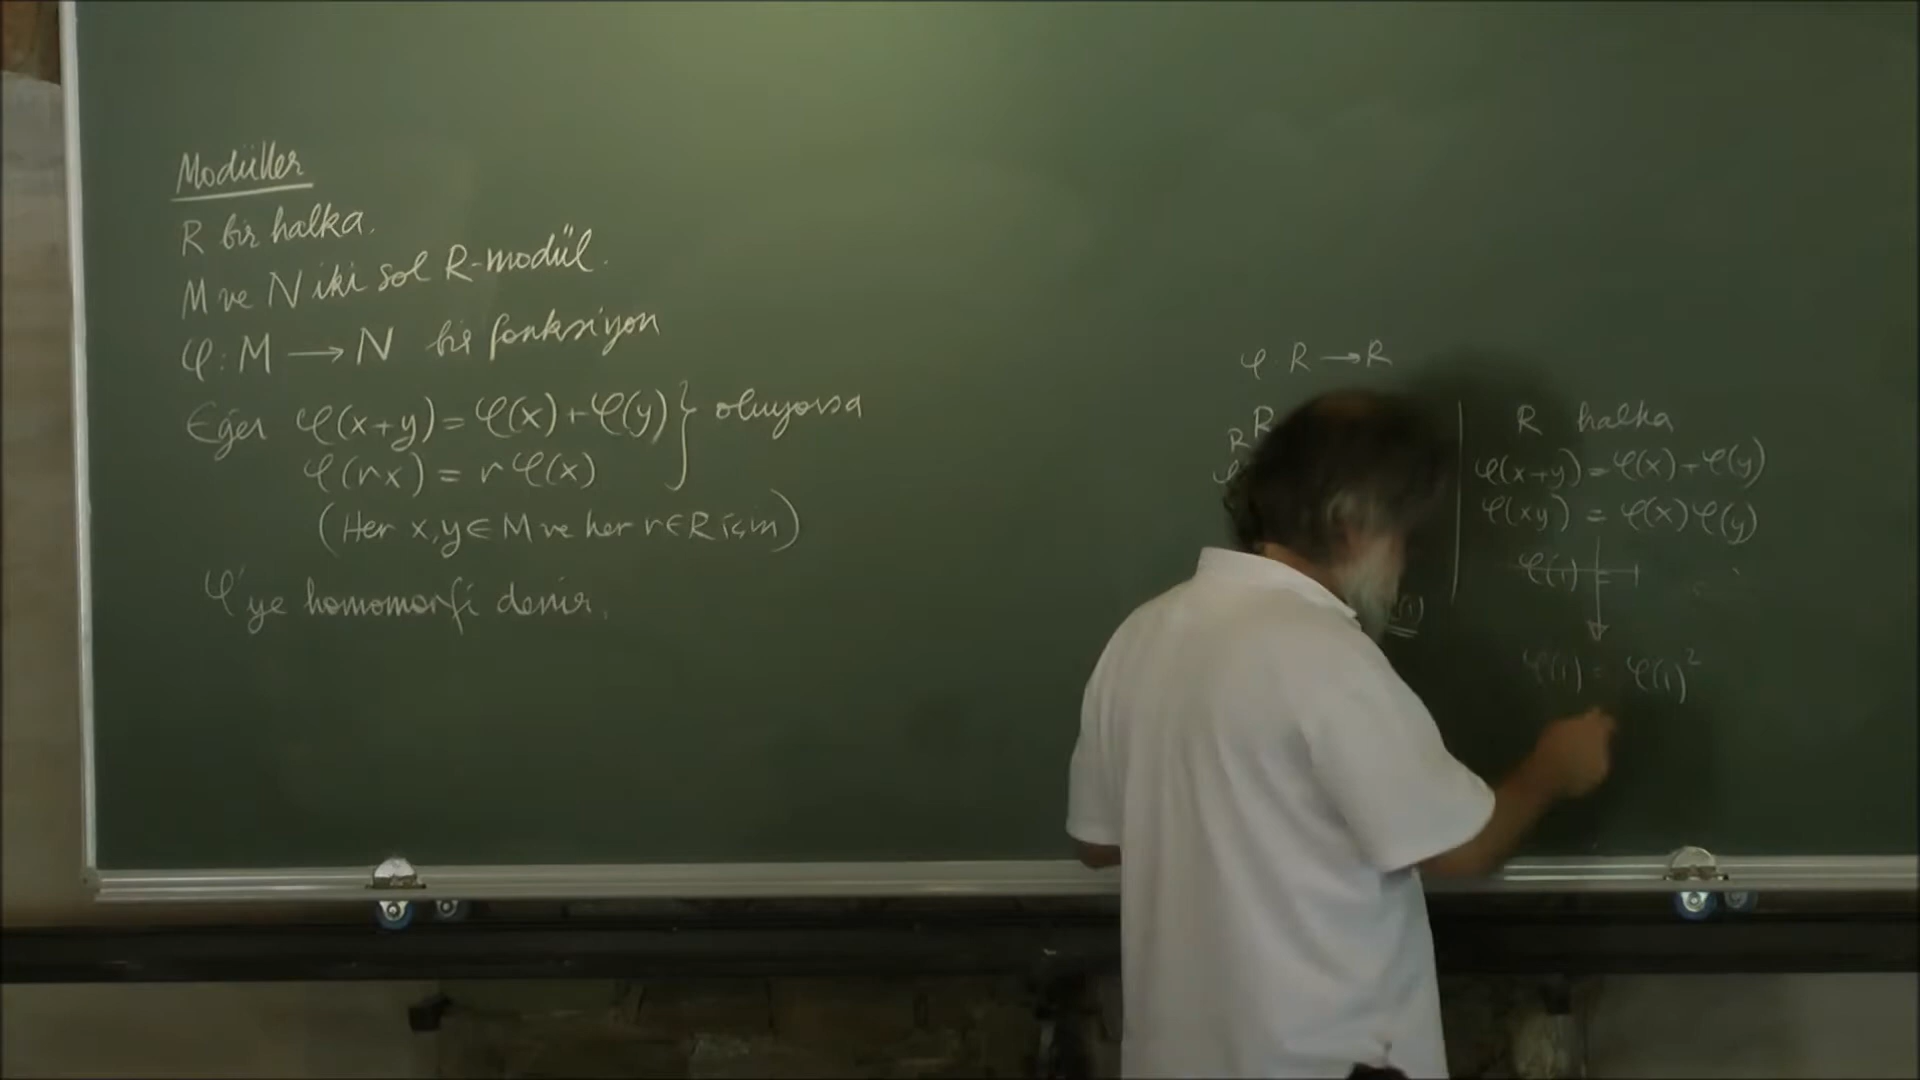 Modüller
R bir halka.
M ve N iki sol R-modül.
φ : M → N bir fonksiyon
Eğer φ(x+y) = φ(x) + φ(y) } oluyorsa
φ(rx) = r φ(x)
(Her x, y ∈ M ve her r ∈ R için)
φ'ye homomorfi denir.
φ : R → R
R
R
φ
(1)
R halka
φ(x+y) = φ(x) + φ(y)
φ(xy) = φ(x) φ(y)
φ(1) = 1
φ(1) = φ(1)²